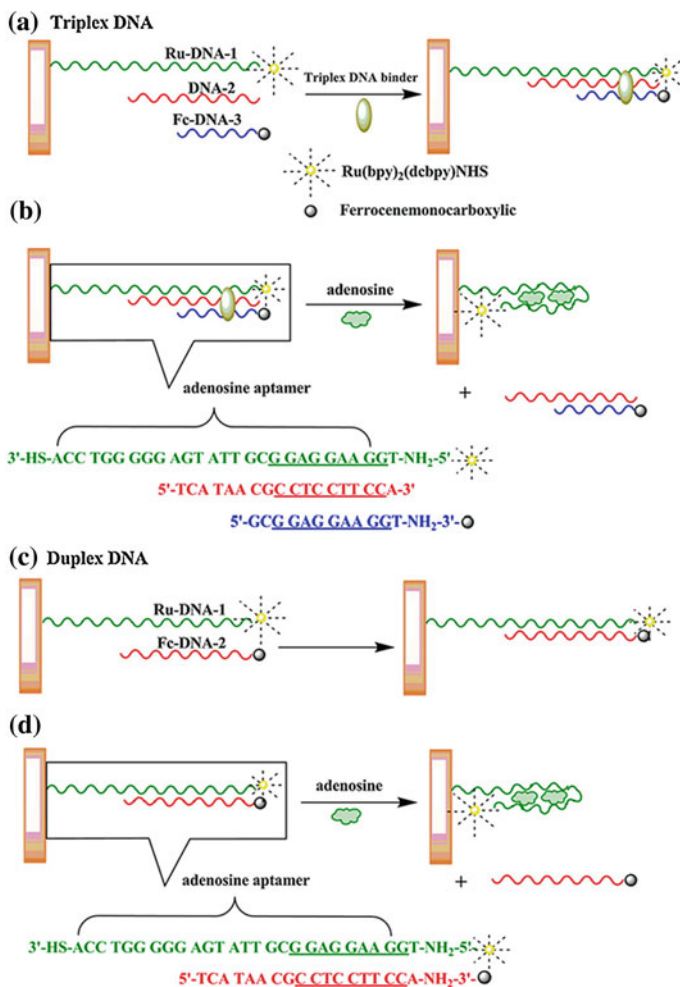 (a) Triplex DNA
Ru-DNA-1
DNA-2
Fc-DNA-3
Triplex DNA binder
Ru(bpy)₂(dcbpy)NHS
Ferrocenemonocarboxylic
(b)
adenosine
adenosine aptamer
+
3'-HS-ACC TGG GGG AGT ATT GCG GAG GAA GGT-NH₂-5'
5'-TCA TAA CGC CTC CTT CCA-3'
5'-GCG GAG GAA GGT-NH₂-3'-
(c) Duplex DNA
Ru-DNA-1
Fc-DNA-2
(d)
adenosine
adenosine aptamer
+
3'-HS-ACC TGG GGG AGT ATT GCG GAG GAA GGT-NH₂-5'
5'-TCA TAA CGC CTC CTT CCA-NH₂-3'-